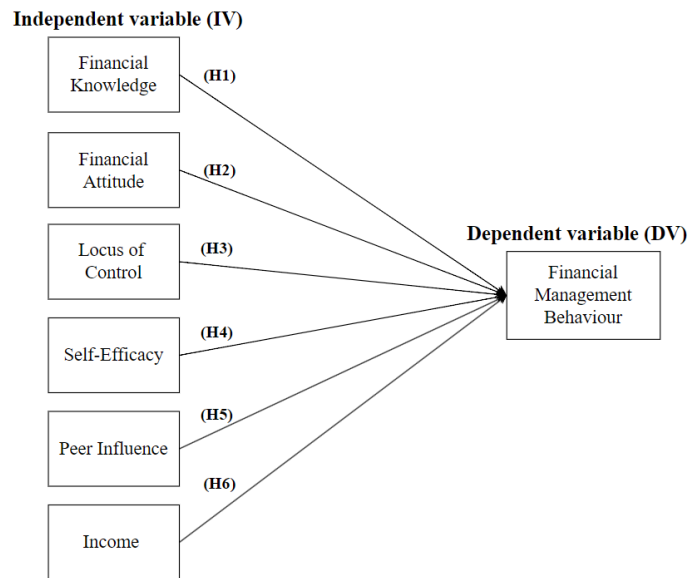 Independent variable (IV)
Financial
Knowledge
(H1)
Financial
Attitude
(H2)
Locus of
Control
(H3)
Self-Efficacy
(H4)
Peer Influence
(H5)
Income
(H6)
Dependent variable (DV)
Financial
Management
Behaviour